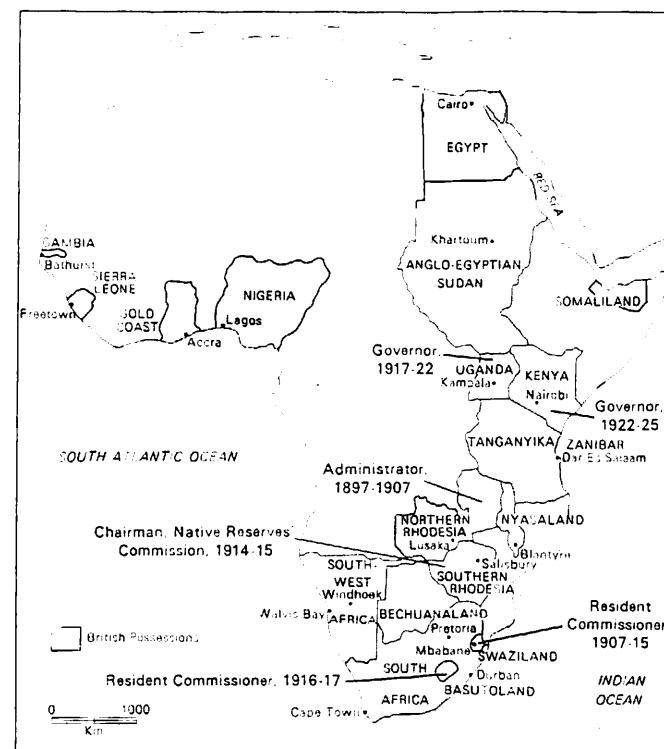 Cairo
EGYPT
RED SEA
Khartoum
ANGLO-EGYPTIAN
SUDAN
SOMALILAND
GAMBIA
Bathurst
SIERRA
LEONE
Freetown
GOLD
COAST
Accra
NIGERIA
Lagos
Governor,
1917-22
UGANDA
Kampala
KENYA
Nairobi
Governor,
1922-25
TANGANYIKA
ZANIBAR
Dar Es Salaam
SOUTH ATLANTIC OCEAN
Administrator,
1897-1907
NORTHERN
RHODESIA
Lusaka
NYASALAND
Blantyre
Chairman, Native Reserves'
Commission, 1914-15
Salisbury
SOUTHERN
RHODESIA
SOUTH-
WEST
Windhoek
AFRICA
Walvis Bay
BECHUANALAND
Pretoria
Mbabane
SWAZILAND
Resident
Commissioner
1907-15
British Possessions
Resident Commissioner, 1916-17
SOUTH
AFRICA
Durban
BASUTOLAND
INDIAN
OCEAN
Cape Town
0 1000
Km